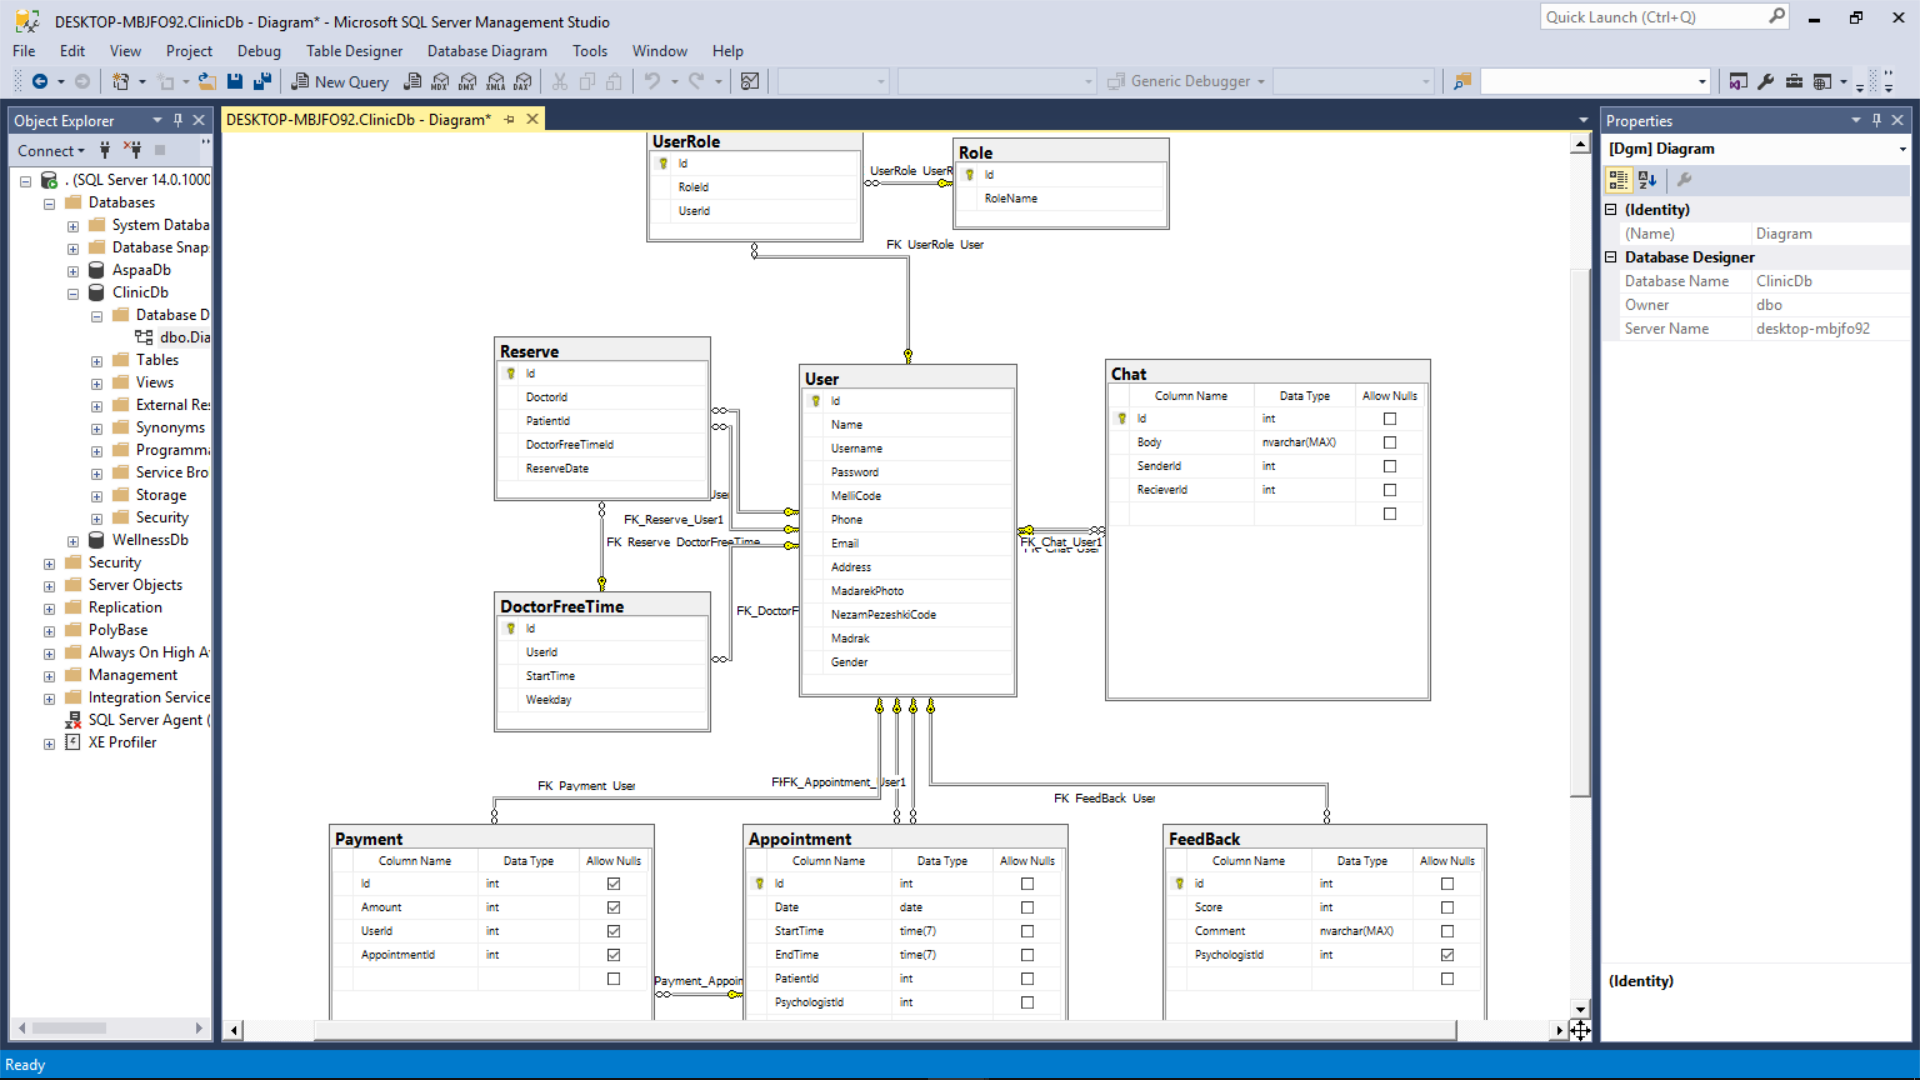 DESKTOP-MBJFO92.ClinicDb - Diagram* - Microsoft SQL Server Management Studio
Quick Launch (Ctrl+Q)
File Edit View Project Debug Table Designer Database Diagram Tools Window Help
New Query MDX DMX XMLA DAX Generic Debugger
Object Explorer
Connect
. (SQL Server 14.0.1000
Databases
System Databa
Database Snap
AspaaDb
ClinicDb
Database D
dbo.Dia
Tables
Views
External Re
Synonyms
Programma
Service Bro
Storage
Security
WellnessDb
Security
Server Objects
Replication
PolyBase
Always On High A
Management
Integration Service
SQL Server Agent (
XE Profiler
DESKTOP-MBJFO92.ClinicDb - Diagram*
UserRole
Id
RoleId
UserId
UserRole_UserR
Role
Id
RoleName
FK_UserRole_User
Reserve
Id
DoctorId
PatientId
DoctorFreeTimeId
ReserveDate
User
FK_Reserve_User1
FK_Reserve_DoctorFreeTime
DoctorFreeTime
Id
UserId
StartTime
Weekday
FK_DoctorF
User
Id
Name
Username
Password
MelliCode
Phone
Email
Address
MadarekPhoto
NezamPezeshkiCode
Madrak
Gender
FK_Chat_User1
FK_Chat_User
Chat
Column Name Data Type Allow Nulls
Id int
Body nvarchar(MAX)
SenderId int
RecieverId int
FK_Payment_User
FK_Appointment_User1
FK_FeedBack_User
Payment
Column Name Data Type Allow Nulls
Id int
Amount int
UserId int
AppointmentId int
Payment_Appoin
Appointment
Column Name Data Type Allow Nulls
Id int
Date date
StartTime time(7)
EndTime time(7)
PatientId int
PsychologistId int
FeedBack
Column Name Data Type Allow Nulls
id int
Score int
Comment nvarchar(MAX)
PsychologistId int
Properties
[Dgm] Diagram
(Identity)
(Name) Diagram
Database Designer
Database Name ClinicDb
Owner dbo
Server Name desktop-mbjfo92
(Identity)
Ready